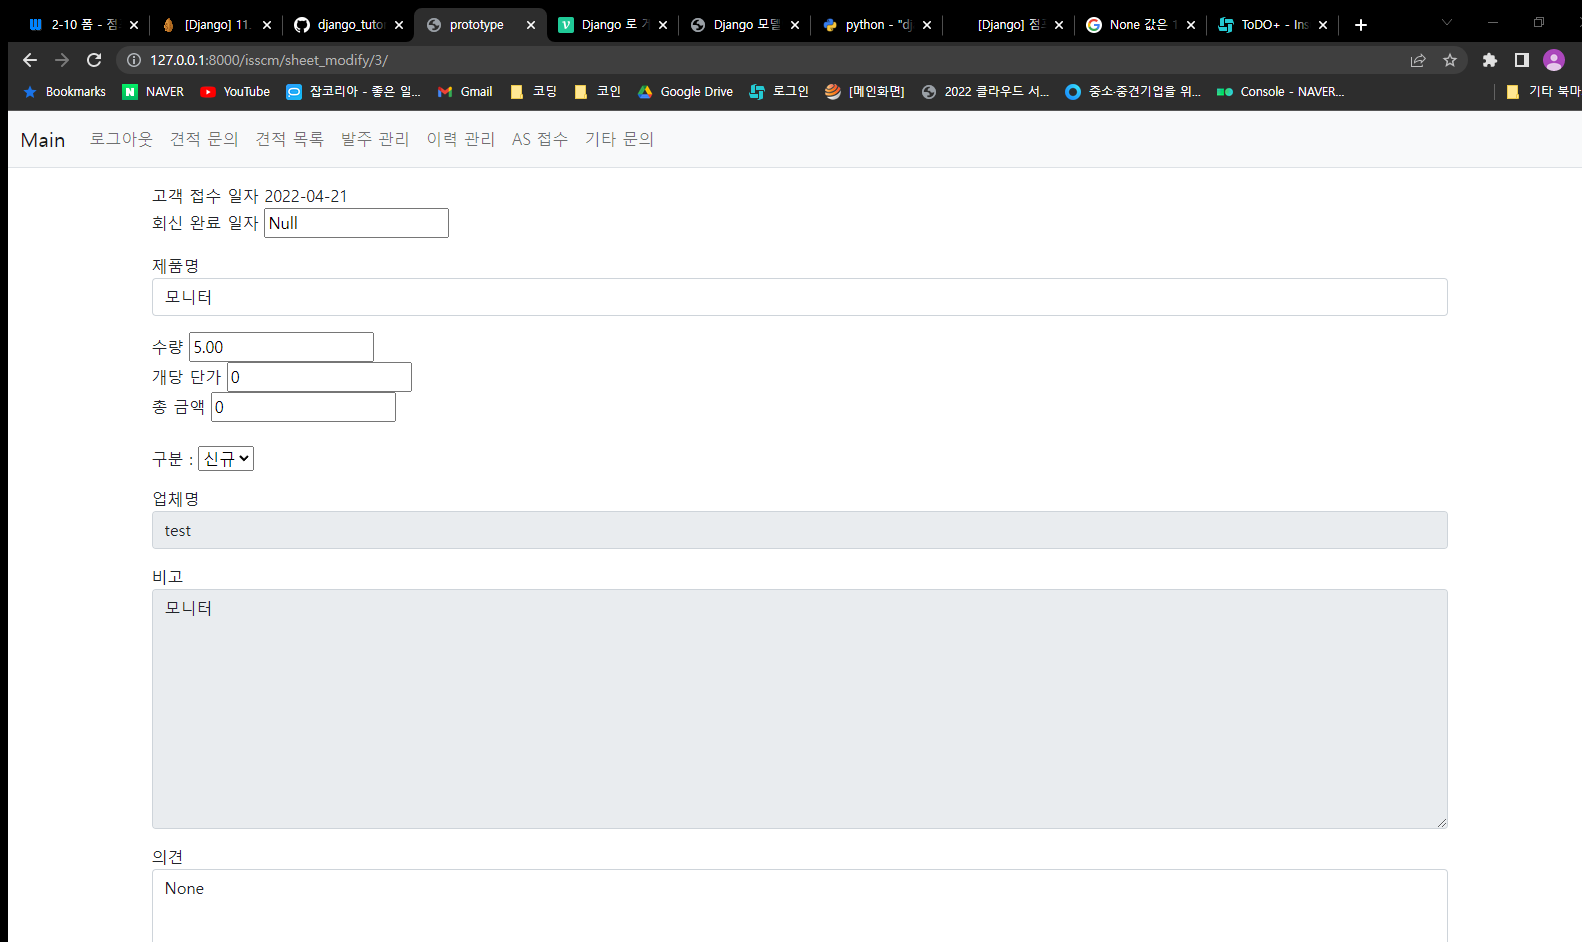 2-10 폼 - 점
[Django] 11.
django_tuto
prototype
Django 로 가
Django 모델
python - "dj
[Django] 점
None 값은
ToDO+ - Ins
127.0.0.1:8000/isscm/sheet_modify/3/
Bookmarks NAVER YouTube 잡코리아 - 좋은 일... Gmail 코딩 코인 Google Drive 로그인 [메인화면] 2022 클라우드 서... 중소·중견기업을 위... Console - NAVER... 기타 북마
Main 로그아웃 견적 문의 견적 목록 발주 관리 이력 관리 AS 접수 기타 문의
고객 접수 일자 2022-04-21
회신 완료 일자 Null
제품명
모니터
수량 5.00
개당 단가 0
총 금액 0
구분 : 신규
업체명
test
비고
모니터
의견
None